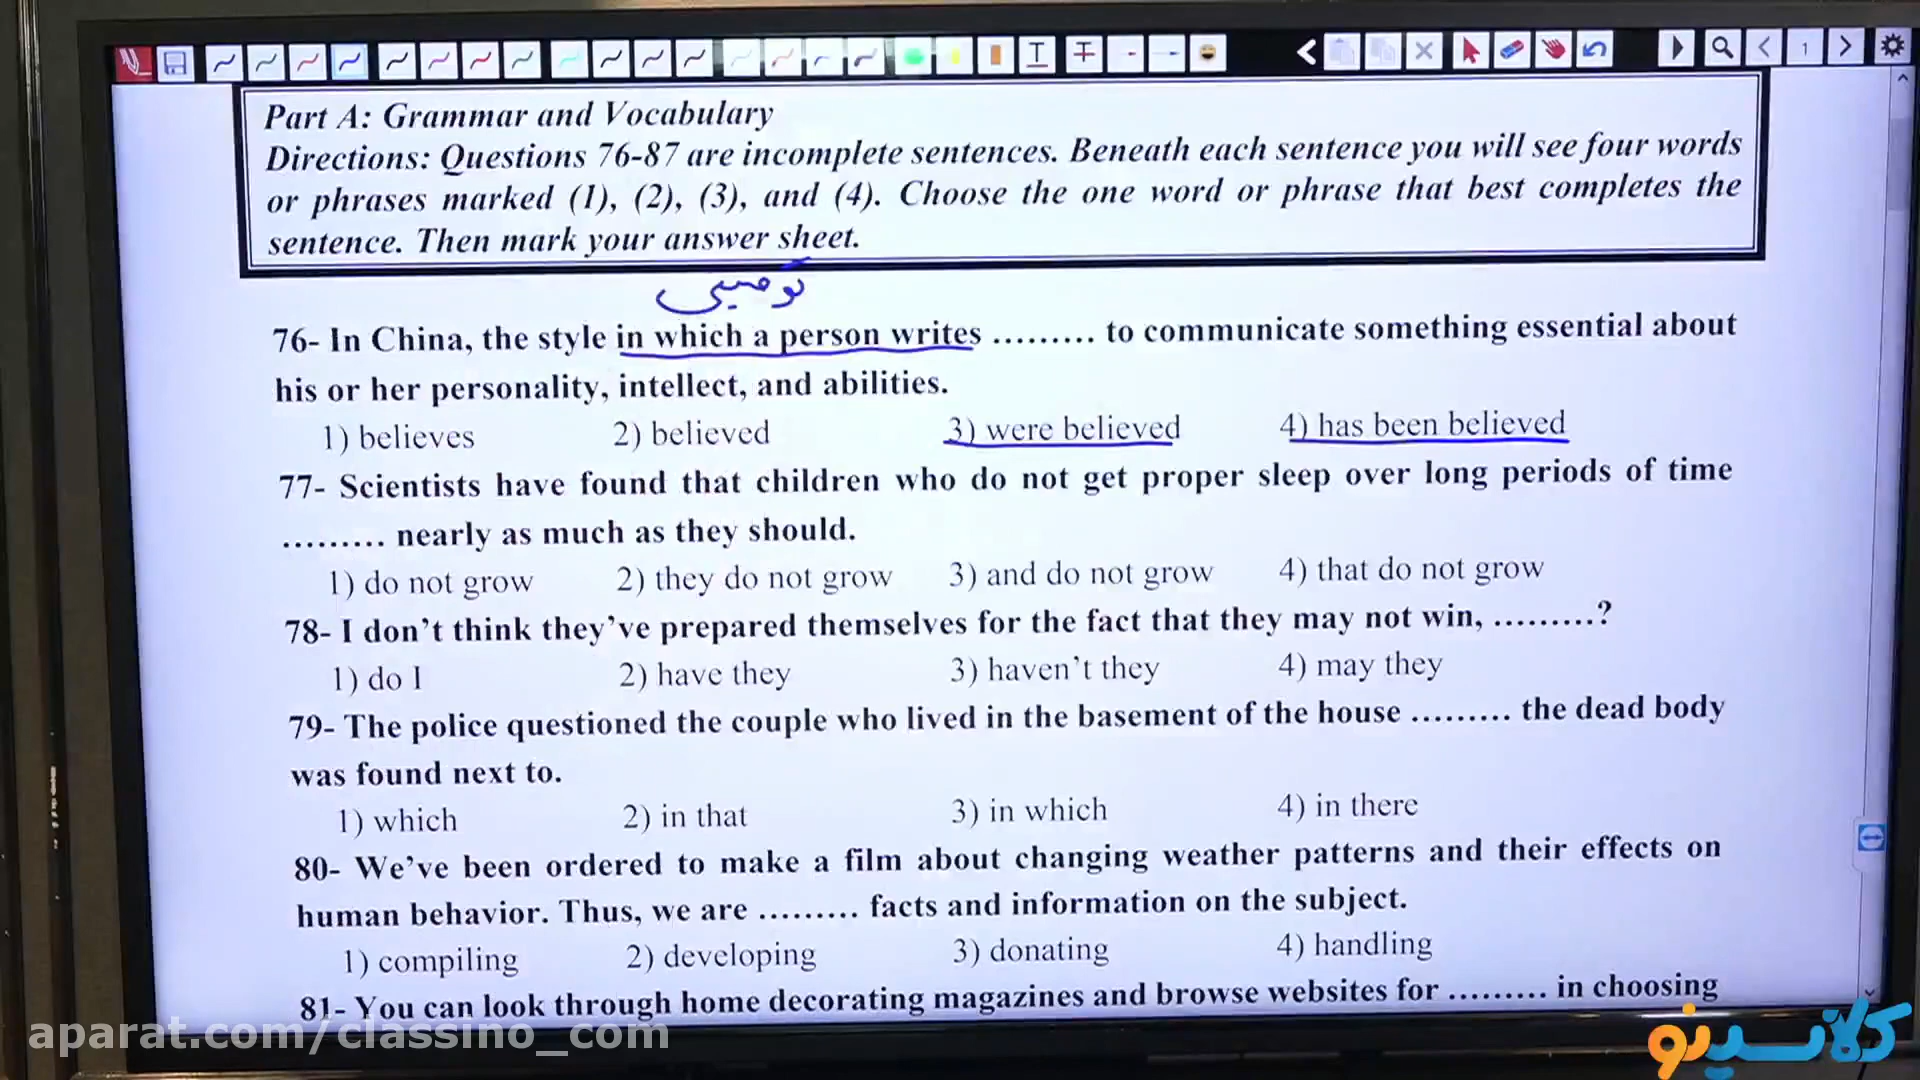 1
Part A: Grammar and Vocabulary
Directions: Questions 76-87 are incomplete sentences. Beneath each sentence you will see four words
or phrases marked (1), (2), (3), and (4). Choose the one word or phrase that best completes the
sentence. Then mark your answer sheet.
توصیفی
76- In China, the style in which a person writes ......... to communicate something essential about
his or her personality, intellect, and abilities.
1) believes 2) believed 3) were believed 4) has been believed
77- Scientists have found that children who do not get proper sleep over long periods of time
......... nearly as much as they should.
1) do not grow 2) they do not grow 3) and do not grow 4) that do not grow
78- I don’t think they’ve prepared themselves for the fact that they may not win, .........?
1) do I 2) have they 3) haven’t they 4) may they
79- The police questioned the couple who lived in the basement of the house ......... the dead body
was found next to.
1) which 2) in that 3) in which 4) in there
80- We’ve been ordered to make a film about changing weather patterns and their effects on
human behavior. Thus, we are ......... facts and information on the subject.
1) compiling 2) developing 3) donating 4) handling
81- You can look through home decorating magazines and browse websites for ......... in choosing
aparat.com/classino_com
کلاسینو